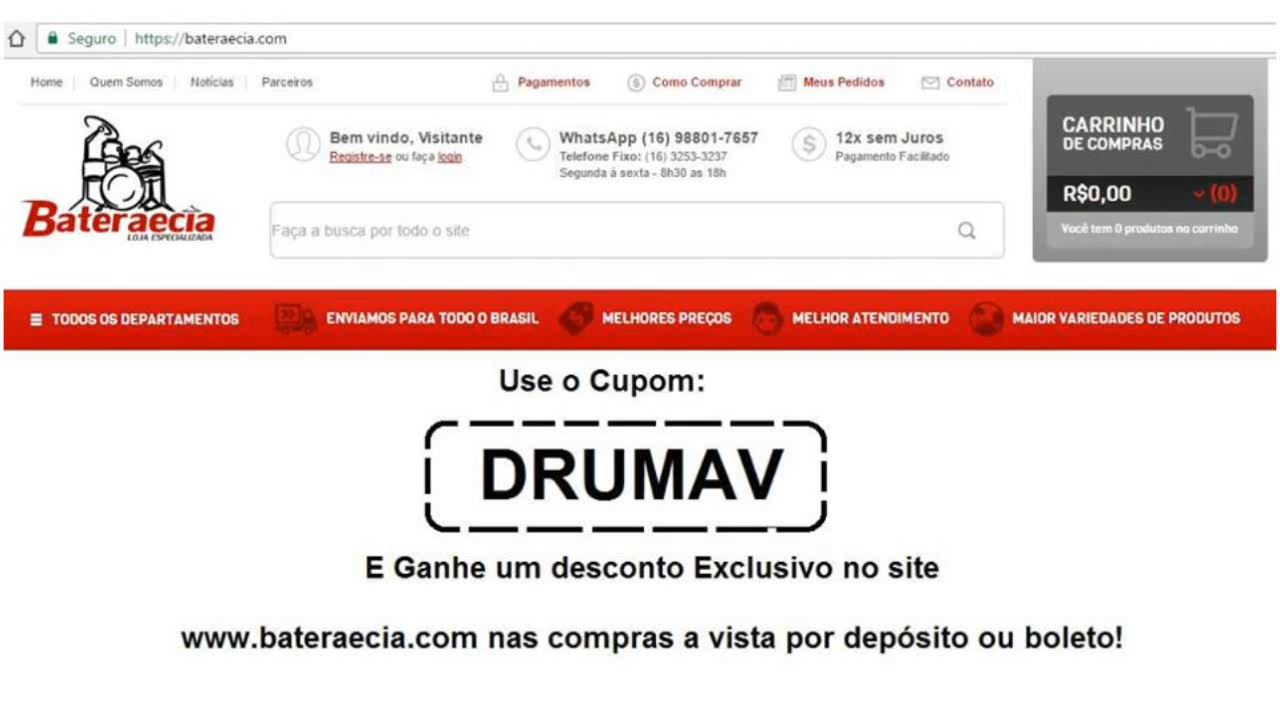 Seguro | https://bateraecia.com
Home Quem Somos Notícias Parceiros Pagamentos Como Comprar Meus Pedidos Contato
Bateraecia
LOJA ESPECIALIZADA
Bem vindo, Visitante
Registre-se ou faça login
WhatsApp (16) 98801-7657
Telefone Fixo: (16) 3253-3237
Segunda à sexta - 8h30 as 18h
12x sem Juros
Pagamento Facilitado
Faça a busca por todo o site
CARRINHO
DE COMPRAS
R$0,00 (0)
Você tem 0 produtos no carrinho
TODOS OS DEPARTAMENTOS ENVIAMOS PARA TODO O BRASIL MELHORES PREÇOS MELHOR ATENDIMENTO MAIOR VARIEDADES DE PRODUTOS
Use o Cupom:
DRUMAV
E Ganhe um desconto Exclusivo no site
www.bateraecia.com nas compras a vista por depósito ou boleto!